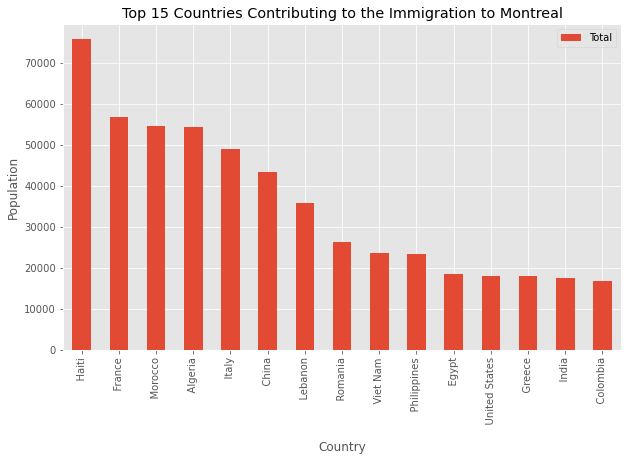 Top 15 Countries Contributing to the Immigration to Montreal
Total
70000
60000
50000
40000
30000
20000
10000
0
Population
Haiti
France
Morocco
Algeria
Italy
China
Lebanon
Romania
Viet Nam
Philippines
Egypt
United States
Greece
India
Colombia
Country